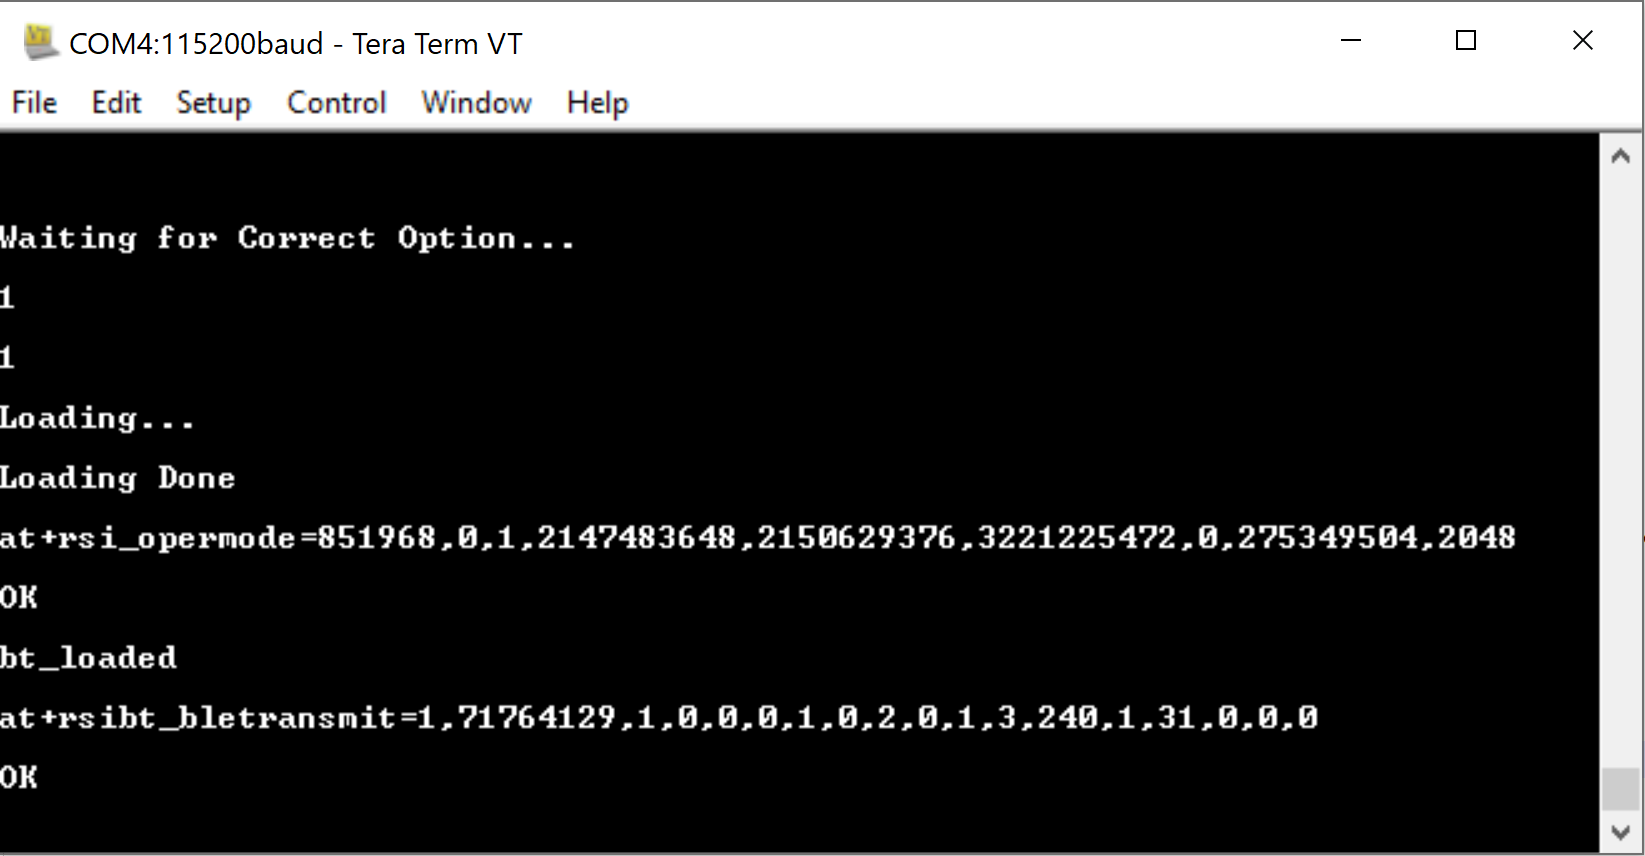 COM4:115200baud - Tera Term VT
File Edit Setup Control Window Help
Waiting for Correct Option...
1
1
Loading...
Loading Done
at+rsi_opermode=851968,0,1,2147483648,2150629376,3221225472,0,275349504,2048
OK
bt_loaded
at+rsibt_bletransmit=1,71764129,1,0,0,0,1,0,2,0,1,3,240,1,31,0,0,0
OK